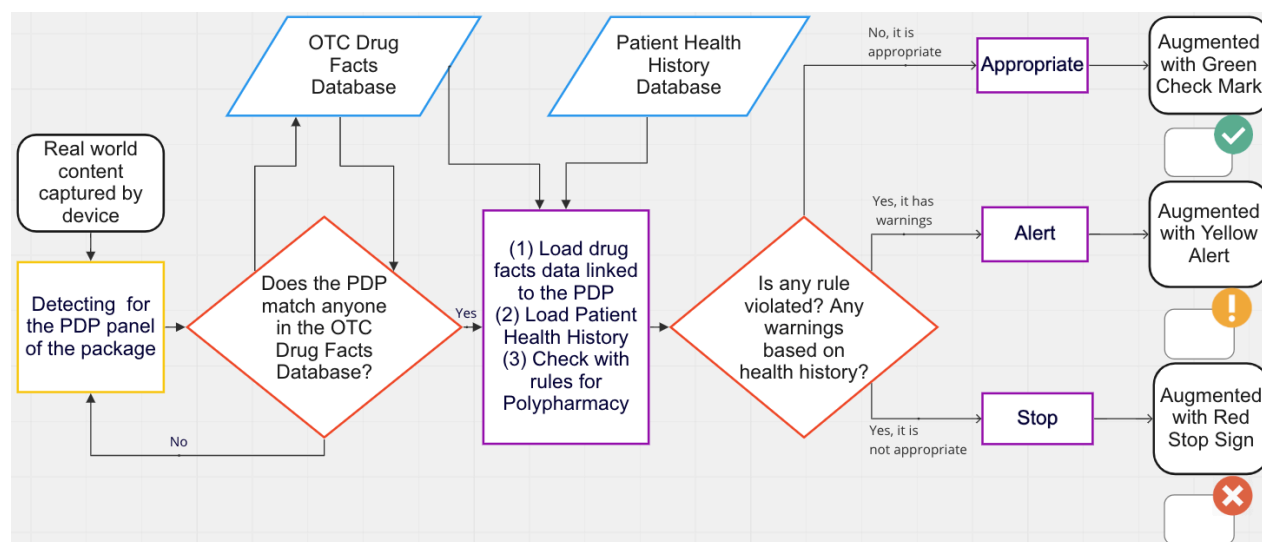 OTC Drug
Facts
Database
Patient Health
History
Database
No, it is
appropriate
Appropriate
Augmented
with Green
Check Mark
Real world
content
captured by
device
Detecting for
the PDP panel
of the package
Does the PDP
match anyone
in the OTC
Drug Facts
Database?
Yes
No
(1) Load drug
facts data linked
to the PDP
(2) Load Patient
Health History
(3) Check with
rules for
Polypharmacy
Is any rule
violated? Any
warnings
based on
health history?
Yes, it has
warnings
Alert
Augmented
with Yellow
Alert
Yes, it is
not appropriate
Stop
Augmented
with Red
Stop Sign